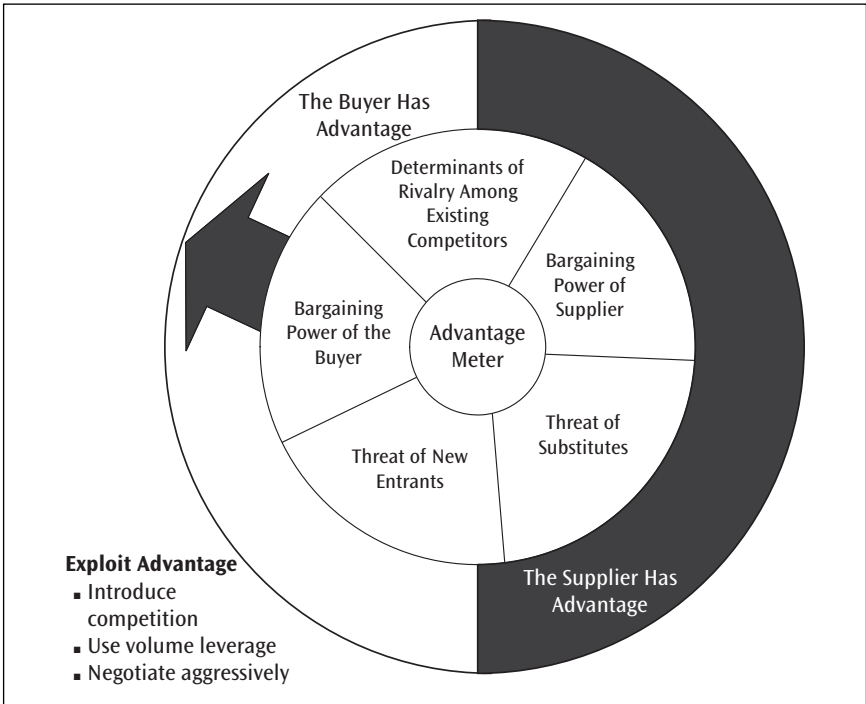 The Buyer Has
Advantage
Determinants of
Rivalry Among
Existing
Competitors
Bargaining
Power of
Supplier
Bargaining
Power of the
Buyer
Advantage
Meter
Threat of
Substitutes
Threat of New
Entrants
The Supplier Has
Advantage
Exploit Advantage
▪ Introduce
competition
▪ Use volume leverage
▪ Negotiate aggressively